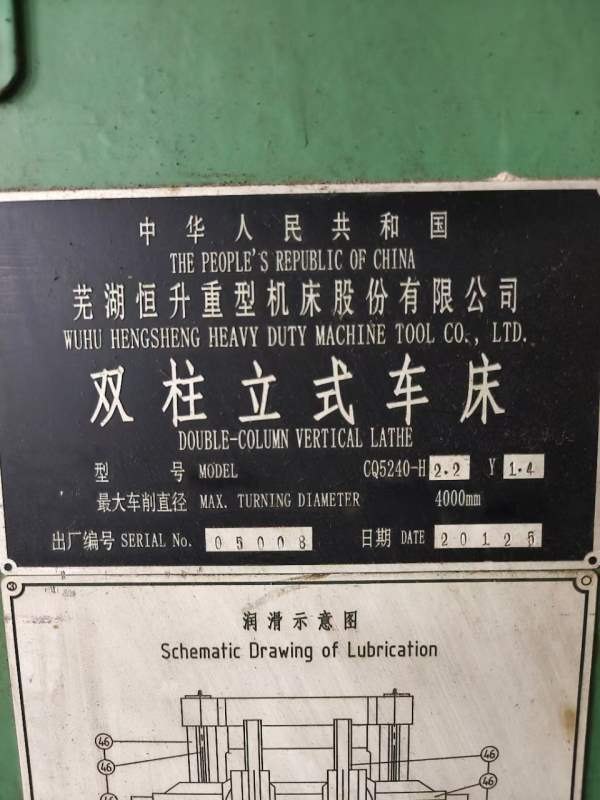 中华人民共和国
THE PEOPLE'S REPUBLIC OF CHINA
芜湖恒升重型机床股份有限公司
WUHU HENGSHENG HEAVY DUTY MACHINE TOOL CO., LTD.
双柱立式车床
DOUBLE-COLUMN VERTICAL LATHE
型 号 MODEL CQ5240-H 2.2 Y 1.4
最大车削直径 MAX. TURNING DIAMETER 4000mm
出厂编号 SERIAL No. 05008 日期 DATE 20125
润滑示意图
Schematic Drawing of Lubrication
46
46
46
46
46